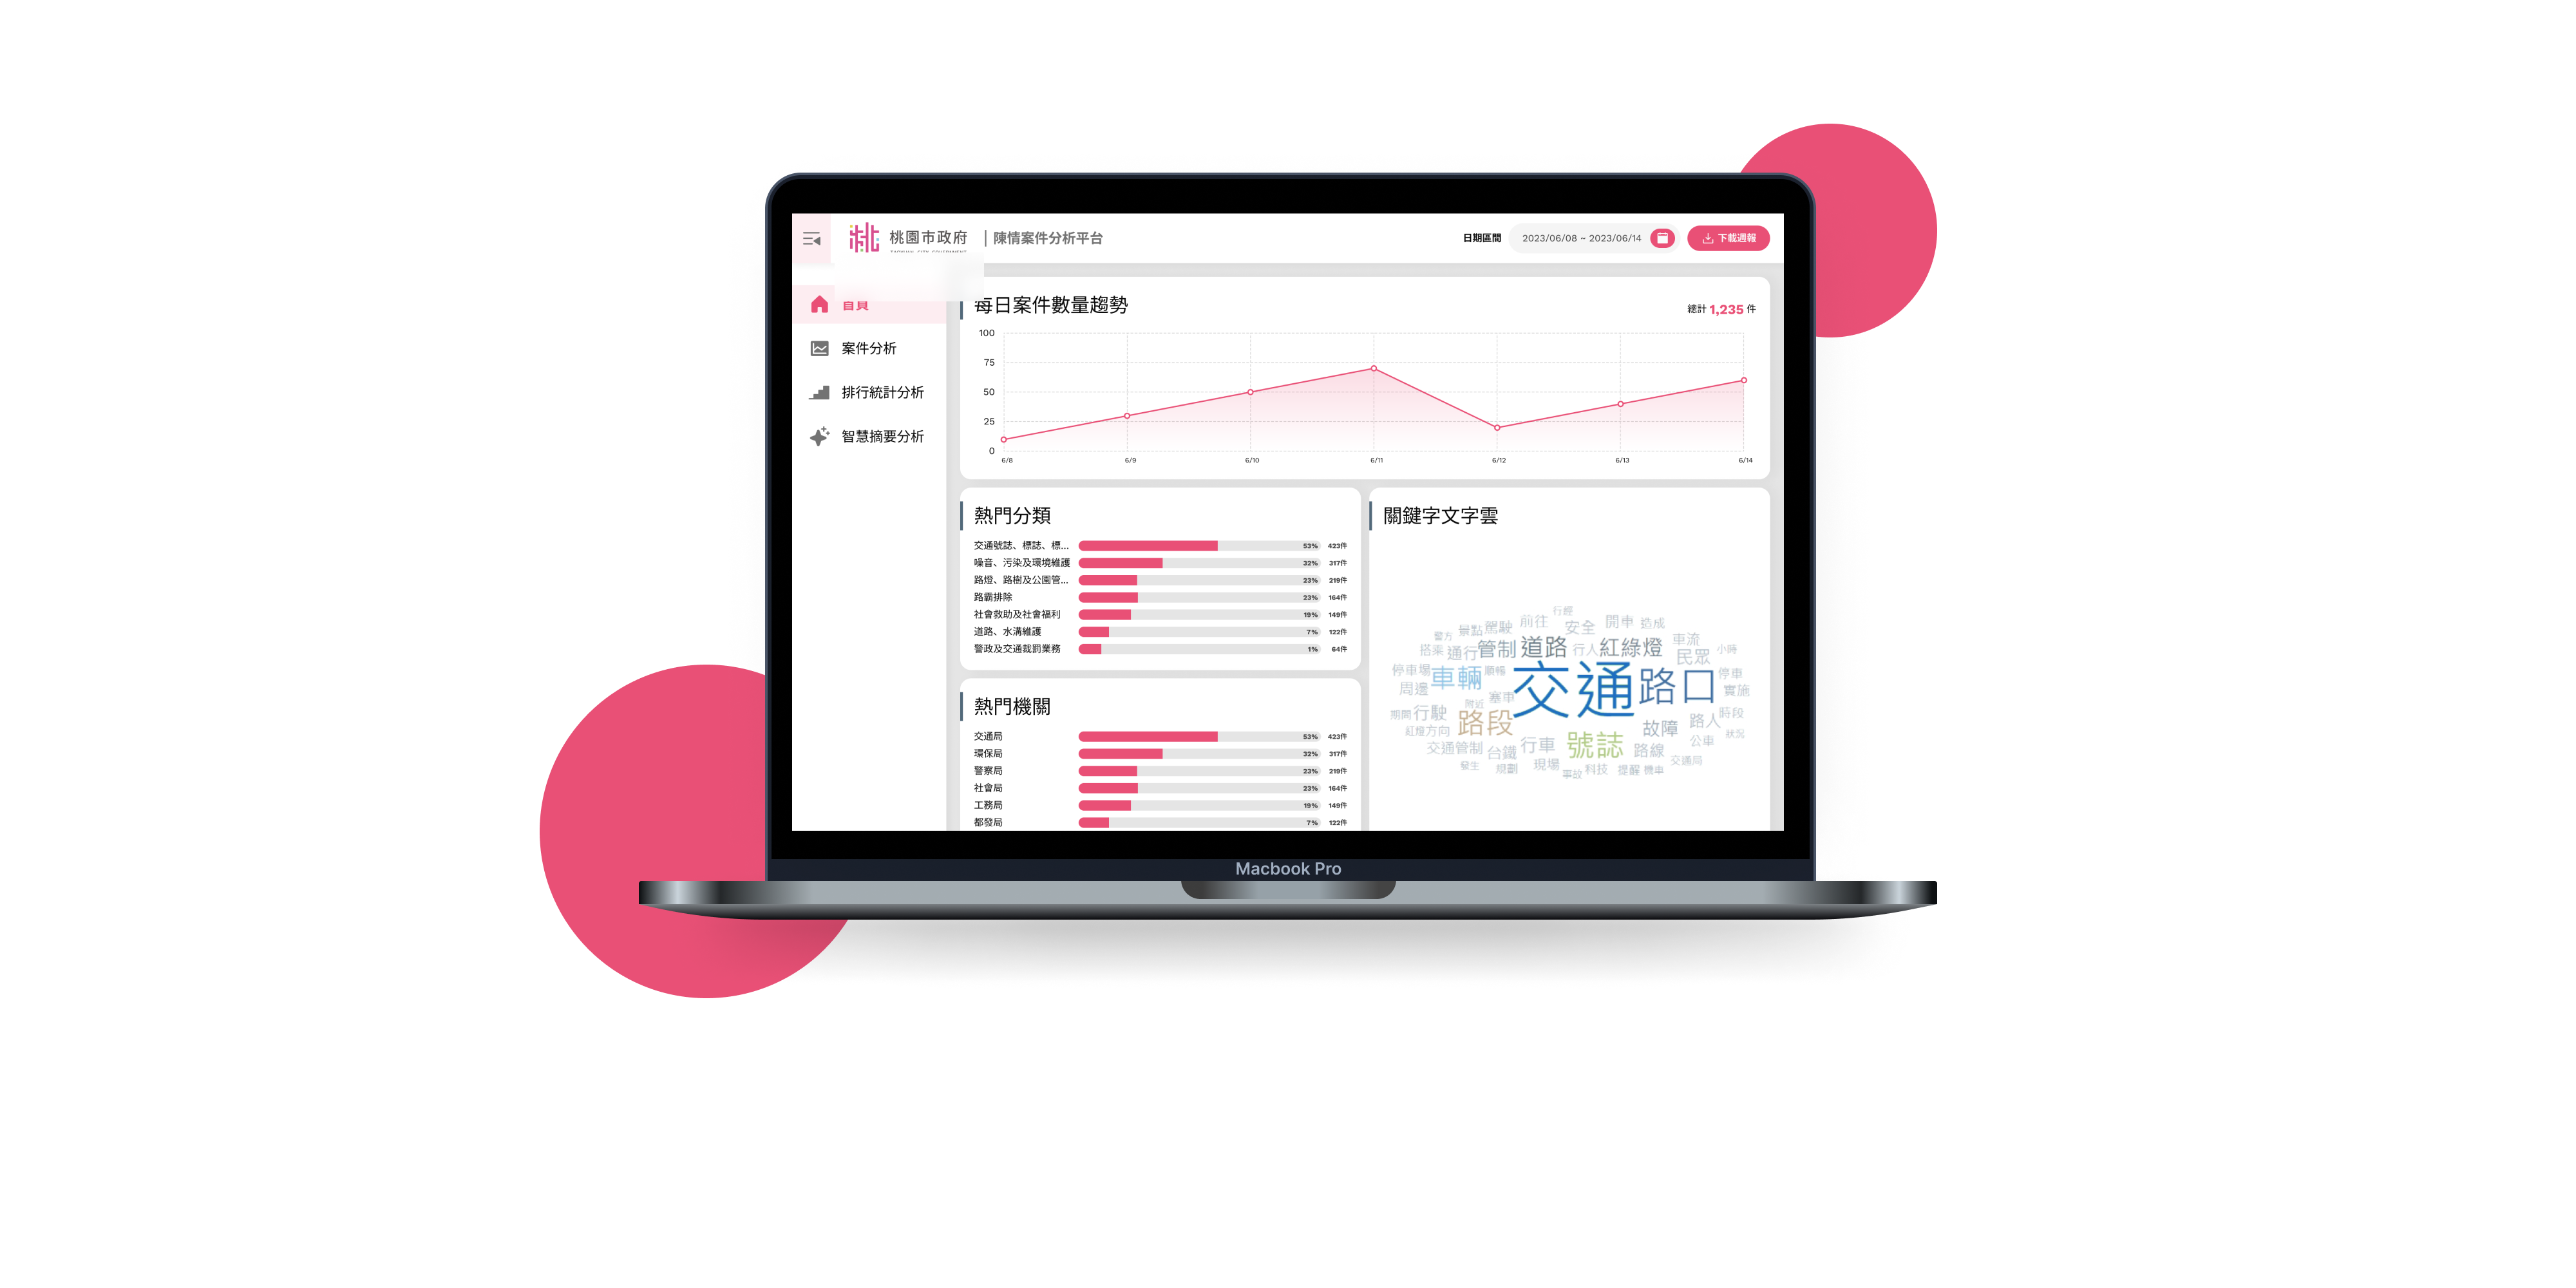 桃園市政府
TAOYUAN CITY GOVERNMENT
陳情案件分析平台
日期區間
2023/06/08 ~ 2023/06/14
下載週報
首頁
案件分析
排行統計分析
智慧摘要分析
每日案件數量趨勢
總計 1,235 件
100
75
50
25
0
6/8 6/9 6/10 6/11 6/12 6/13 6/14
熱門分類
交通號誌、標誌、標... 53% 423件
噪音、污染及環境維護 32% 317件
路燈、路樹及公園管... 23% 219件
路霸排除 23% 164件
社會救助及社會福利 19% 149件
道路、水溝維護 7% 122件
警政及交通裁罰業務 1% 64件
熱門機關
交通局 53% 423件
環保局 32% 317件
警察局 23% 219件
社會局 23% 164件
工務局 19% 149件
都發局 7% 122件
關鍵字文字雲
行經
前往 開車 造成
警方 景點 駕駛 安全
車流
搭乘 通行 管制 道路 行人 紅綠燈 民眾 小時
停車場 車輛 順暢 交通 路口 停車
周邊 塞車 實施
附近
期間 行駛 路段 故障 路人 時段
紅燈 方向 公車 狀況
交通管制 台鐵 行車 號誌 路線
交通局
發生 規劃 現場 事故 科技 提醒 機車
Macbook Pro